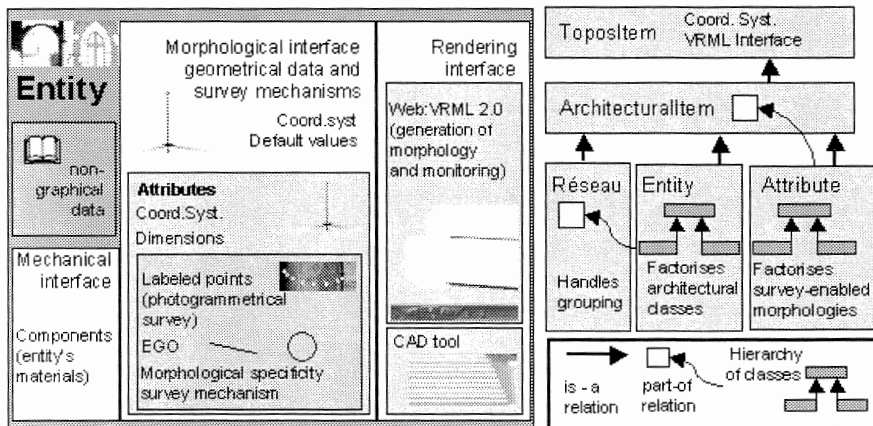 Entity
non-
graphical
data
Mechanical
interface
Components
(entity's
materials)
Morphological interface
geometrical data and
survey mechanisms
Coord.syst
Default values
Attributes
Coord.Syst.
Dimensions
Labeled points
(photogrammetrical
survey)
EGO
Morphological specificity
survey mechanism
Rendering
interface
Web:VRML 2.0
(generation of
morphology
and monitoring)
CAD tool
ToposItem
Coord. Syst.
VRML Interface
ArchitecturalItem
Réseau
Handles
grouping
Entity
Factorises
architectural
classes
Attribute
Factorises
survey-enabled
morphologies
is - a
relation
part-of
relation
Hierarchy
of classes